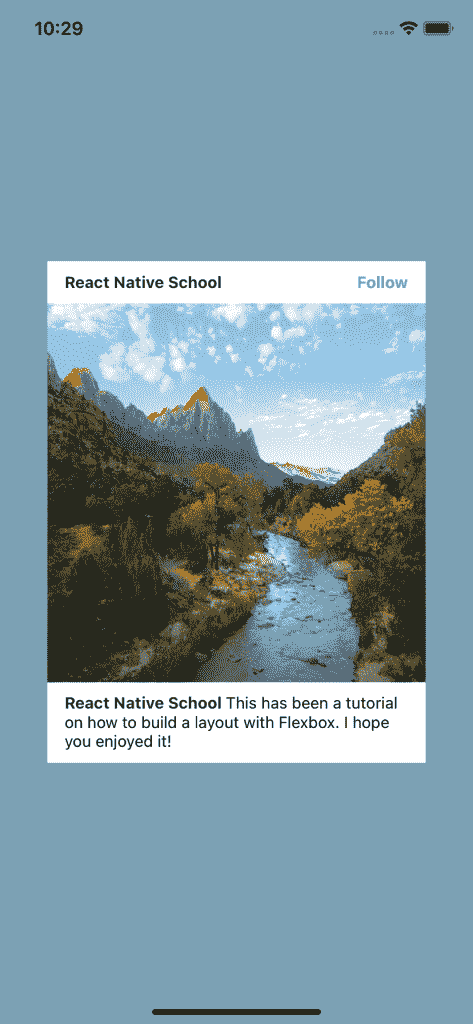 10:29
React Native School Follow
React Native School This has been a tutorial
on how to build a layout with Flexbox. I hope
you enjoyed it!